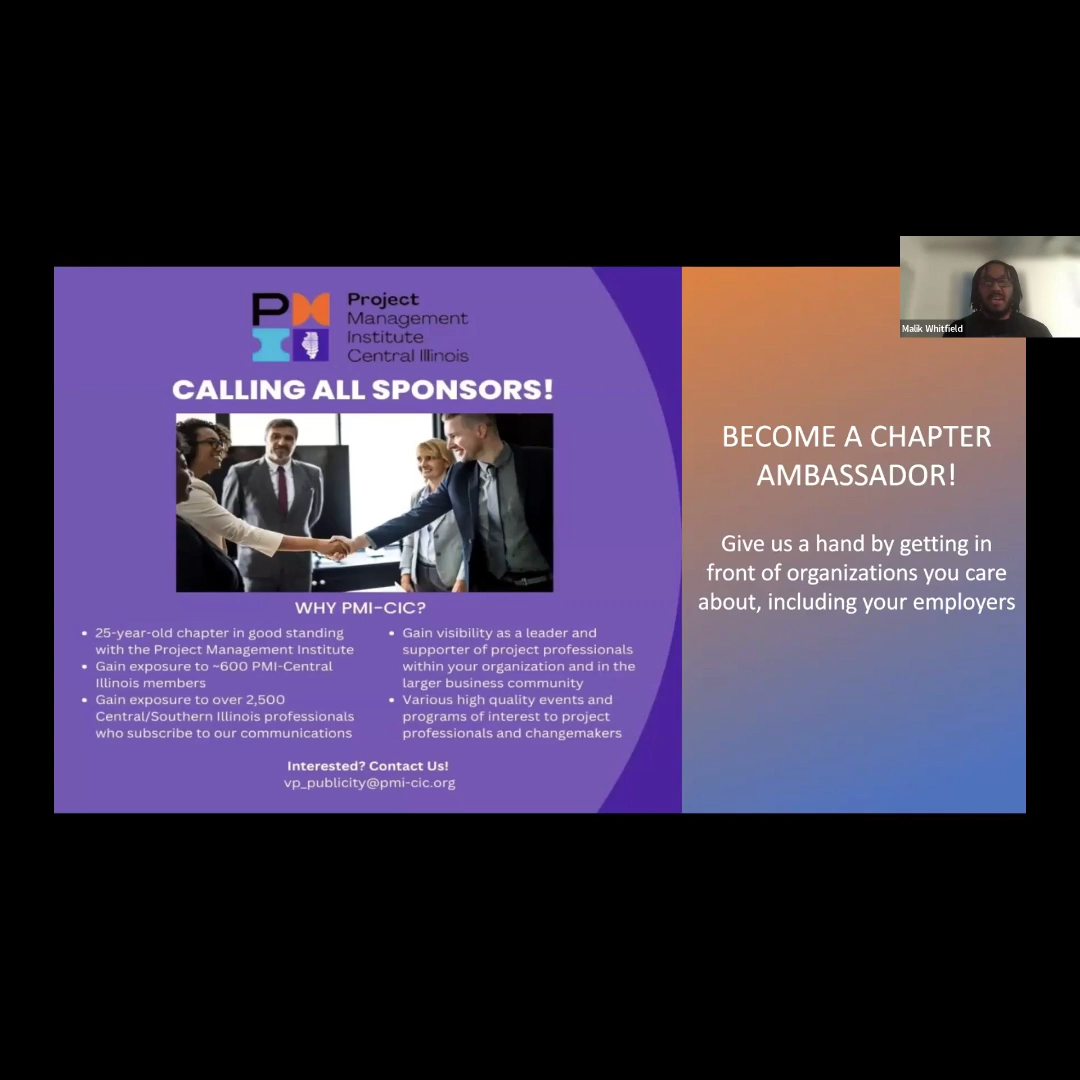 P
Project
Management
Institute
Central Illinois
CALLING ALL SPONSORS!
WHY PMI-CIC?
• 25-year-old chapter in good standing
with the Project Management Institute
• Gain exposure to ~600 PMI-Central
Illinois members
• Gain exposure to over 2,500
Central/Southern Illinois professionals
who subscribe to our communications
• Gain visibility as a leader and
supporter of project professionals
within your organization and in the
larger business community
• Various high quality events and
programs of interest to project
professionals and changemakers
Interested? Contact Us!
vp_publicity@pmi-cic.org
Malik Whitfield
BECOME A CHAPTER
AMBASSADOR!
Give us a hand by getting in
front of organizations you care
about, including your employers